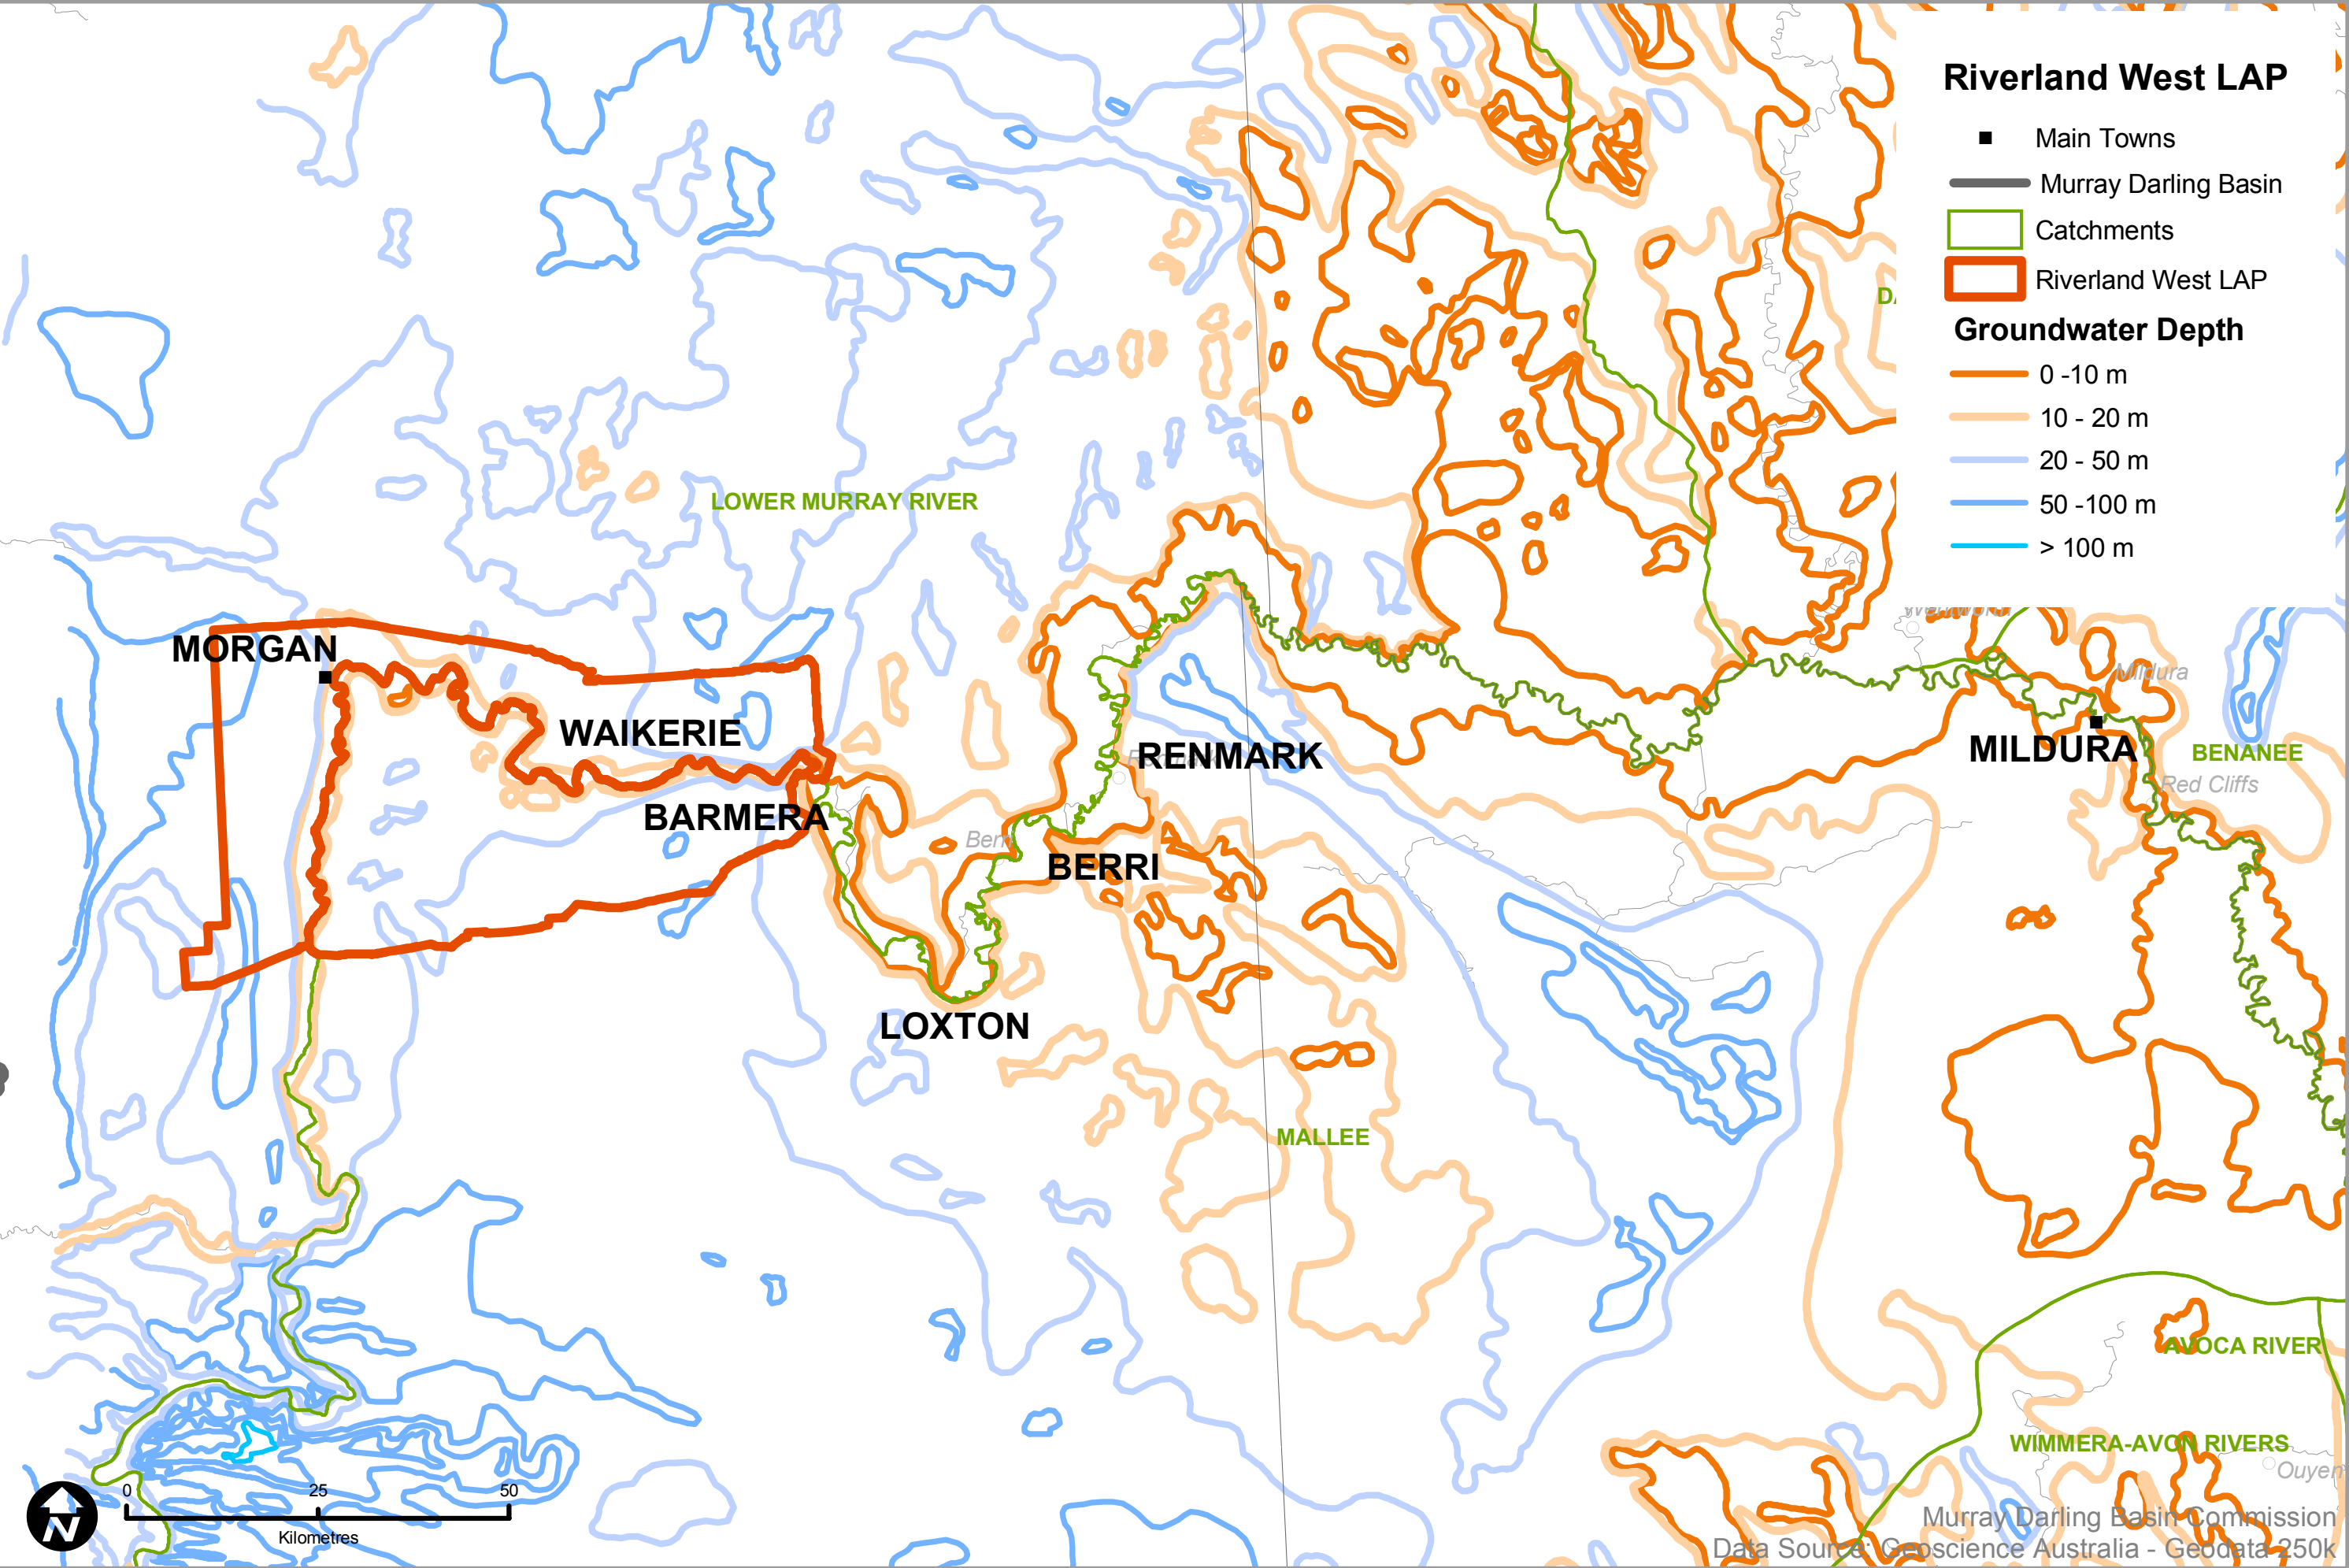 Riverland West LAP
Main Towns
Murray Darling Basin
Catchments
Riverland West LAP
Groundwater Depth
0 -10 m
10 - 20 m
20 - 50 m
50 -100 m
> 100 m
LOWER MURRAY RIVER
MORGAN
WAIKERIE
BARMERA
RENMARK
BERRI
LOXTON
MILDURA
Mildura
BENANEE
Red Cliffs
MALLEE
AVOCA RIVER
WIMMERA-AVON RIVERS
Ouyen
0 25 50
Kilometres
N
Murray Darling Basin Commission
Data Source: Geoscience Australia - Geodata 250k